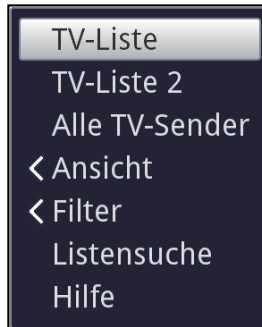 TV-Liste
TV-Liste 2
Alle TV-Sender
Ansicht
Filter
Listensuche
Hilfe